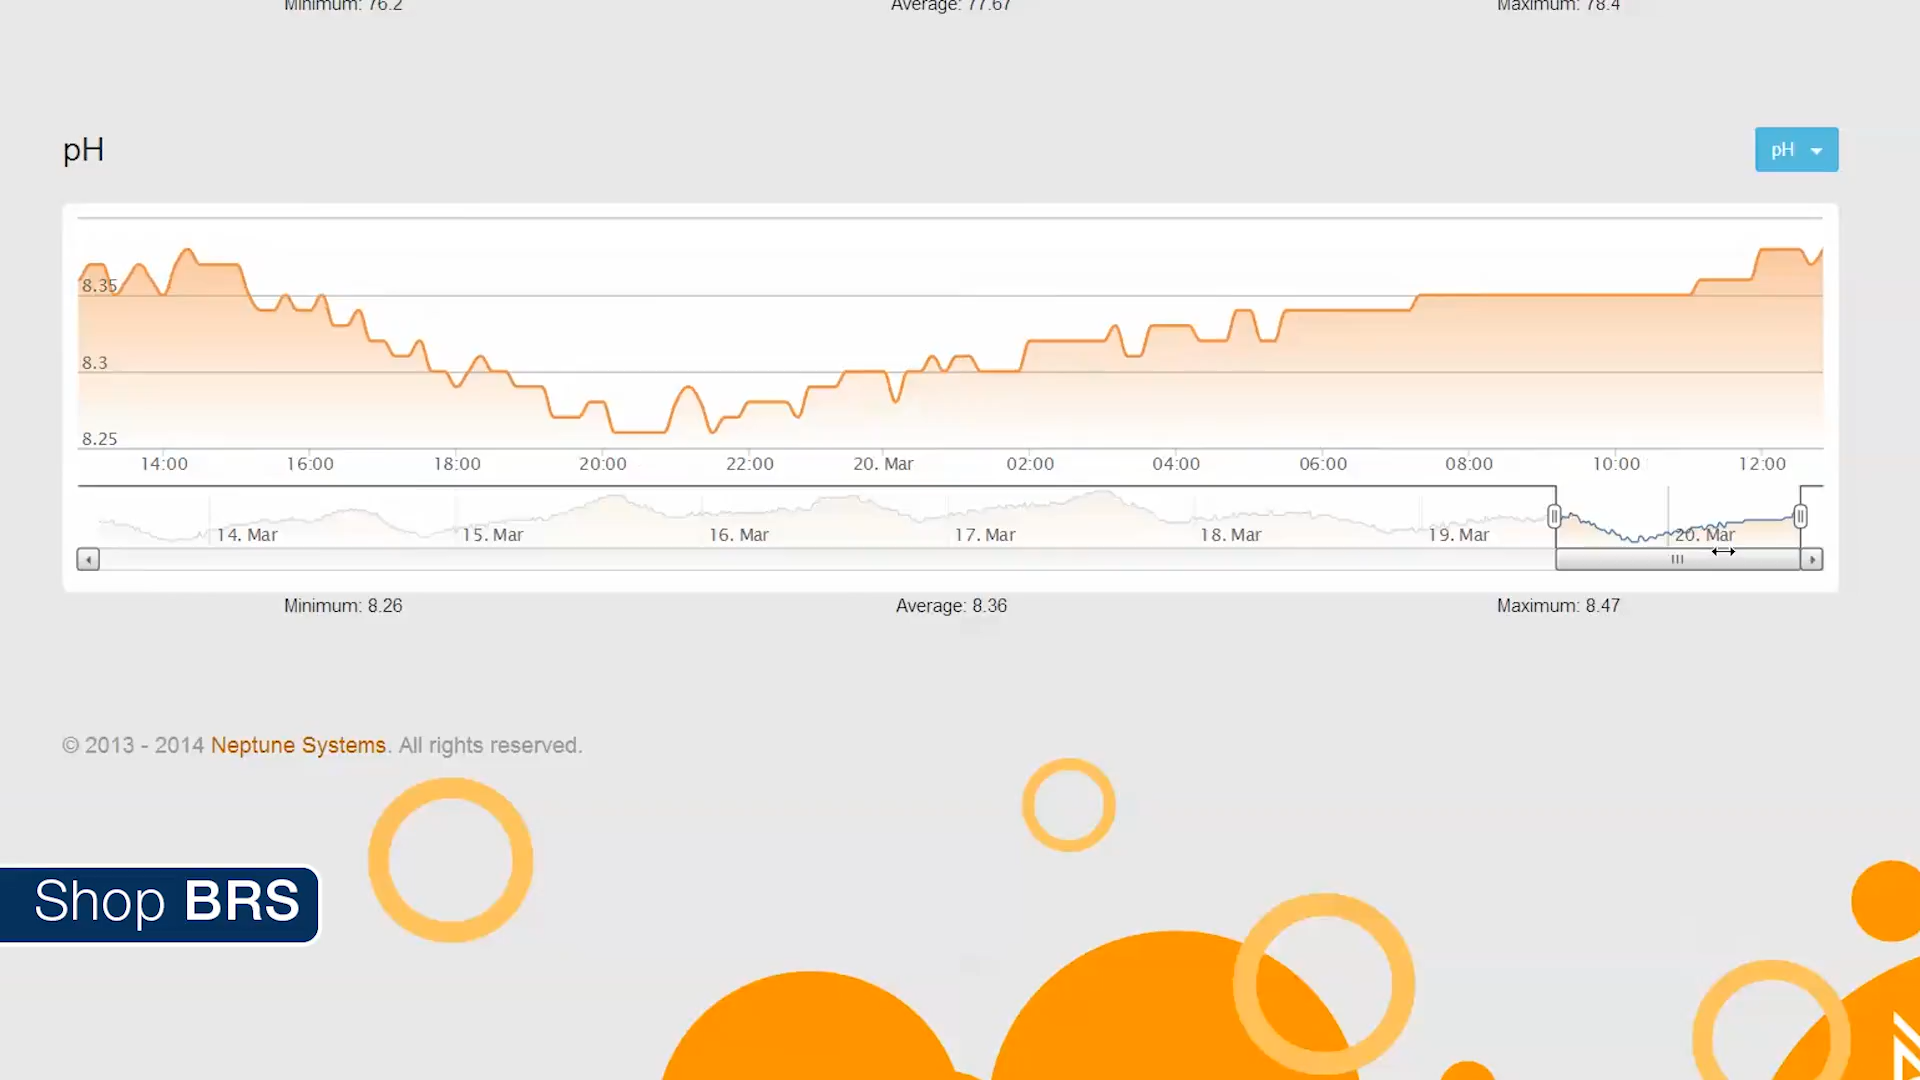 Minimum: 76.2 Average: 77.67 Maximum: 78.4
pH pH
8.35
8.3
8.25
14:00 16:00 18:00 20:00 22:00 20. Mar 02:00 04:00 06:00 08:00 10:00 12:00
14. Mar 15. Mar 16. Mar 17. Mar 18. Mar 19. Mar 20. Mar
Minimum: 8.26 Average: 8.36 Maximum: 8.47
© 2013 - 2014 Neptune Systems. All rights reserved.
Shop BRS